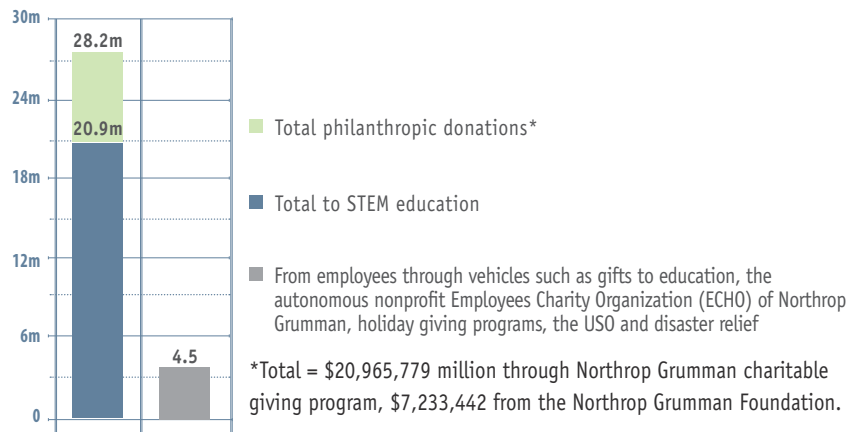 30m
28.2m
24m
20.9m
18m
12m
6m
4.5
0
Total philanthropic donations*
Total to STEM education
From employees through vehicles such as gifts to education, the
autonomous nonprofit Employees Charity Organization (ECHO) of Northrop
Grumman, holiday giving programs, the USO and disaster relief
*Total = $20,965,779 million through Northrop Grumman charitable
giving program, $7,233,442 from the Northrop Grumman Foundation.